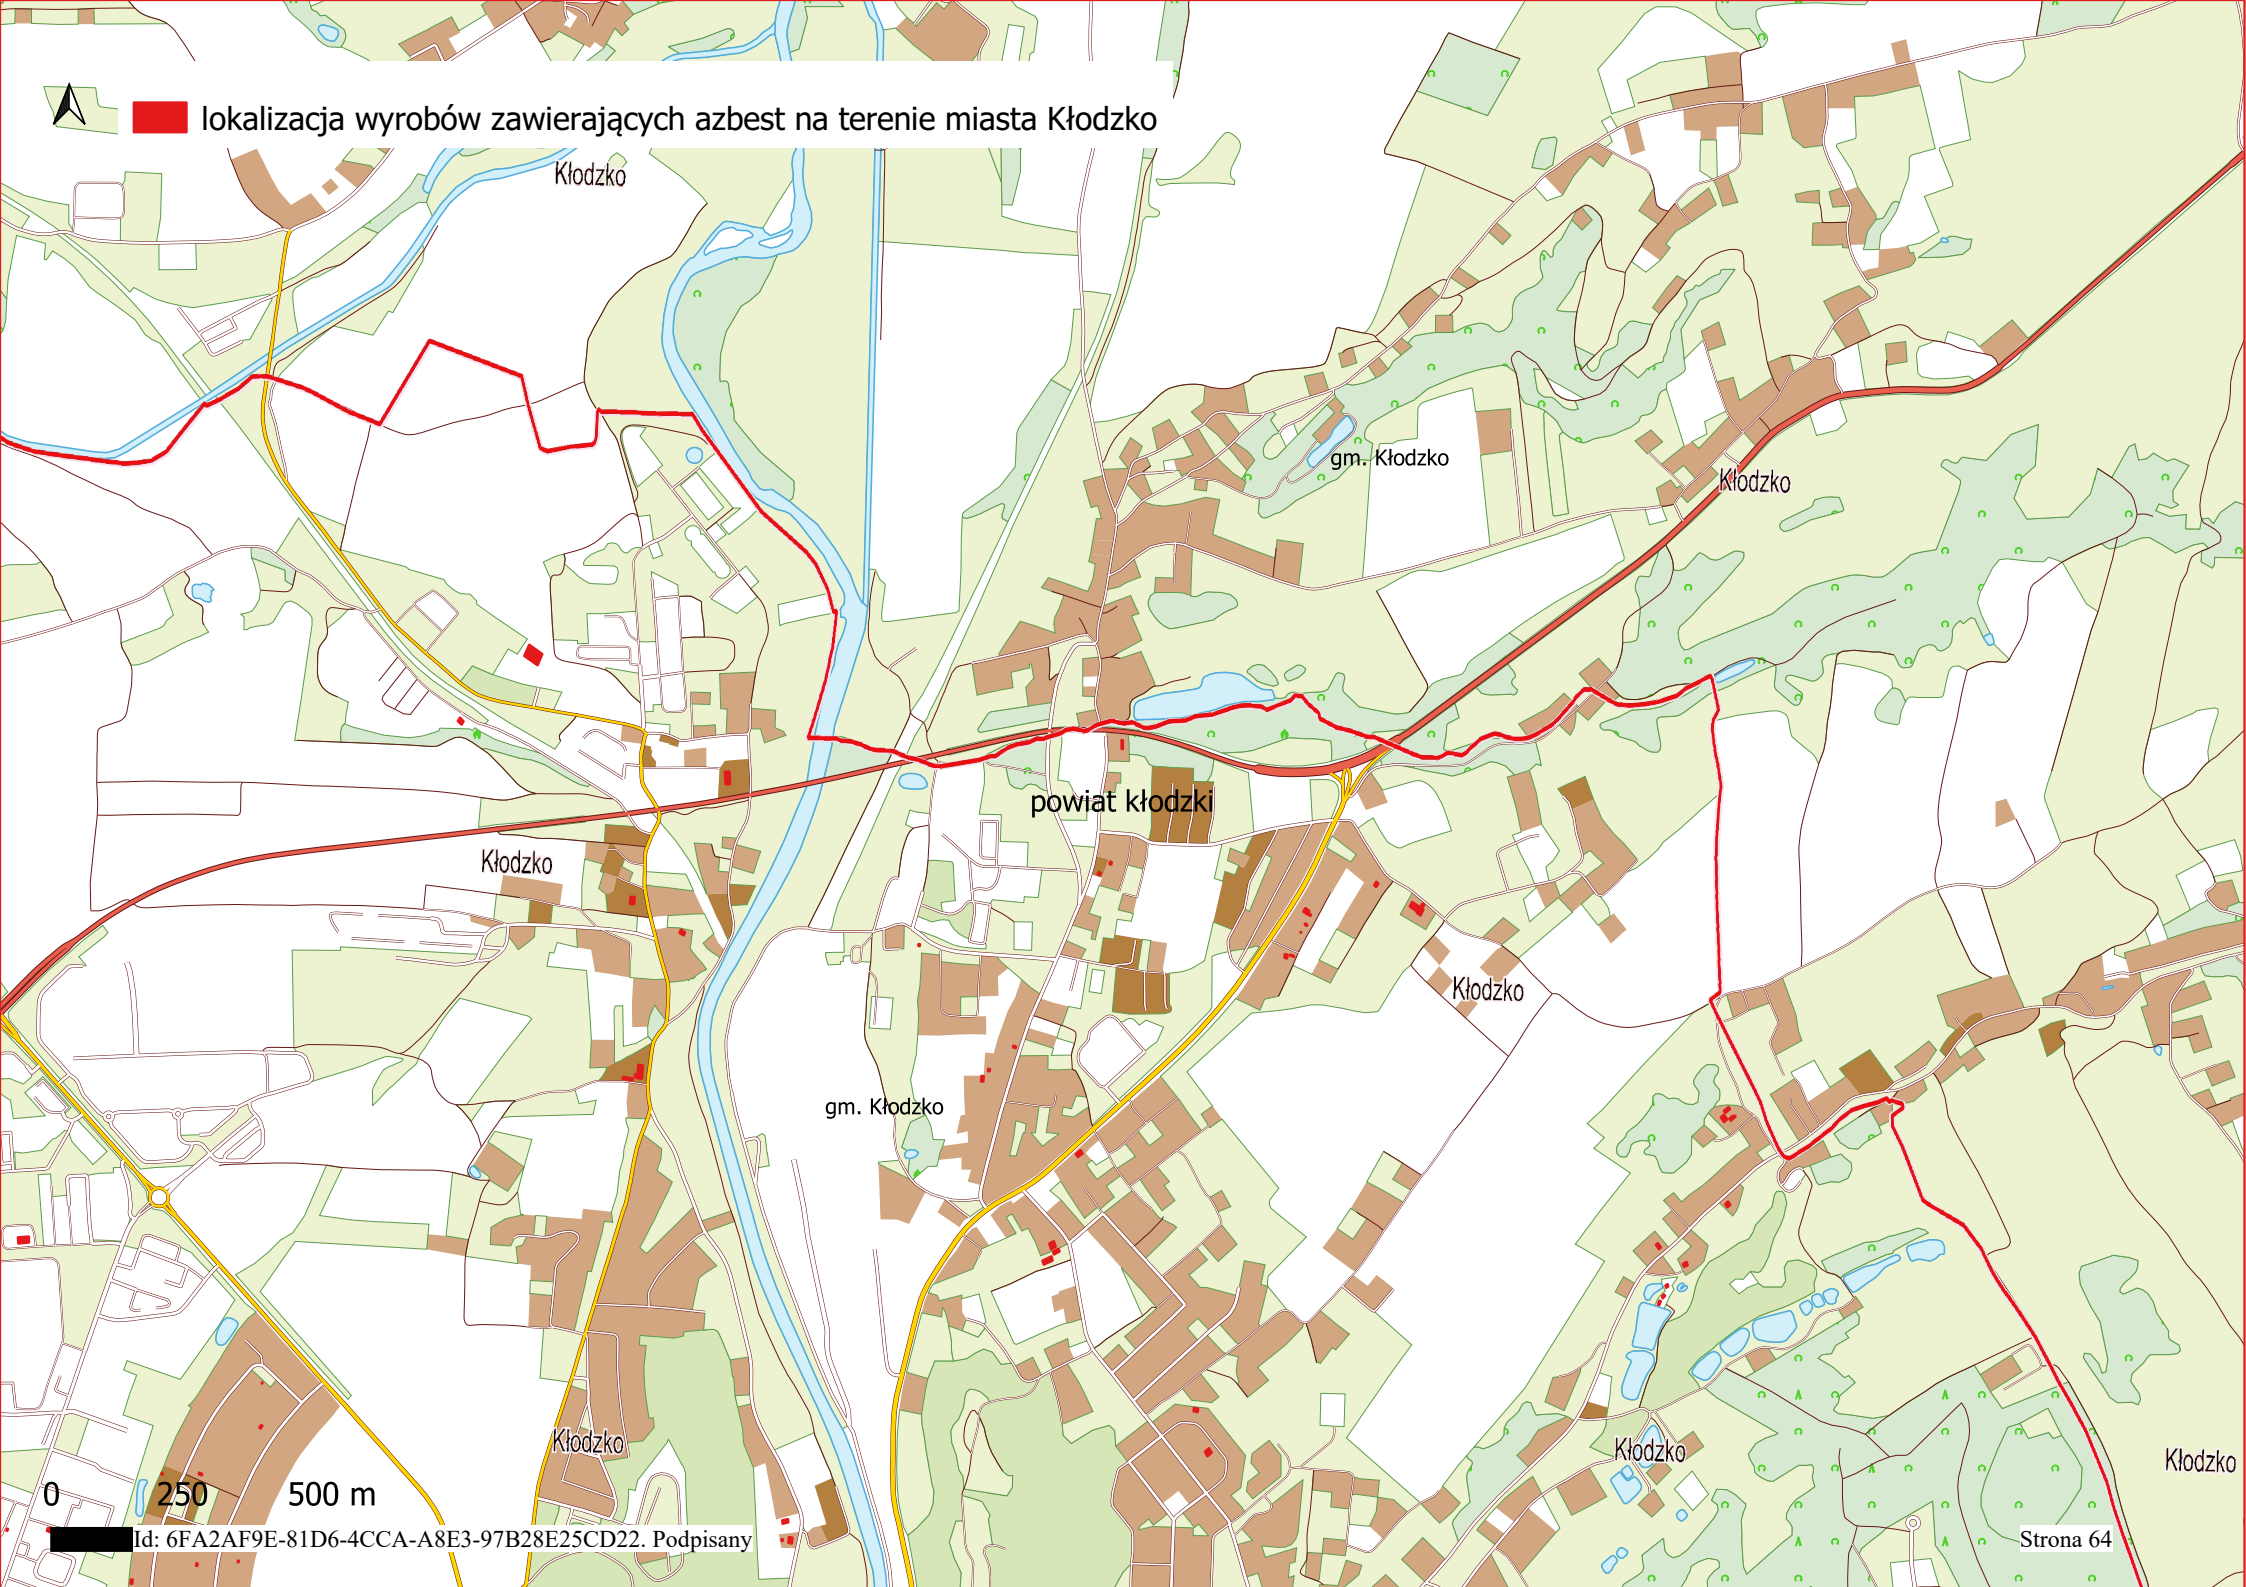 lokalizacja wyrobów zawierających azbest na terenie miasta Kłodzko
Kłodzko
gm. Kłodzko
Kłodzko
powiat kłodzki
Kłodzko
Kłodzko
gm. Kłodzko
Kłodzko
Kłodzko
Kłodzko
0 250 500 m
Id: 6FA2AF9E-81D6-4CCA-A8E3-97B28E25CD22. Podpisany
Strona 64